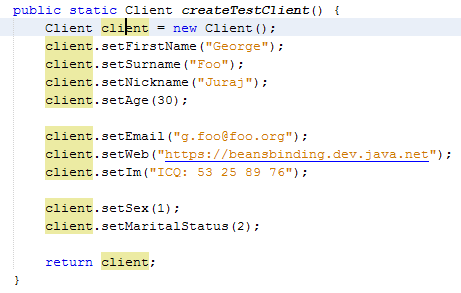 public static Client createTestClient() {
    Client client = new Client();
    client.setFirstName("George");
    client.setSurname("Foo");
    client.setNickname("Juraj");
    client.setAge(30);

    client.setEmail("g.foo@foo.org");
    client.setWeb("https://beansbinding.dev.java.net");
    client.setIm("ICQ: 53 25 89 76");

    client.setSex(1);
    client.setMaritalStatus(2);

    return client;
}